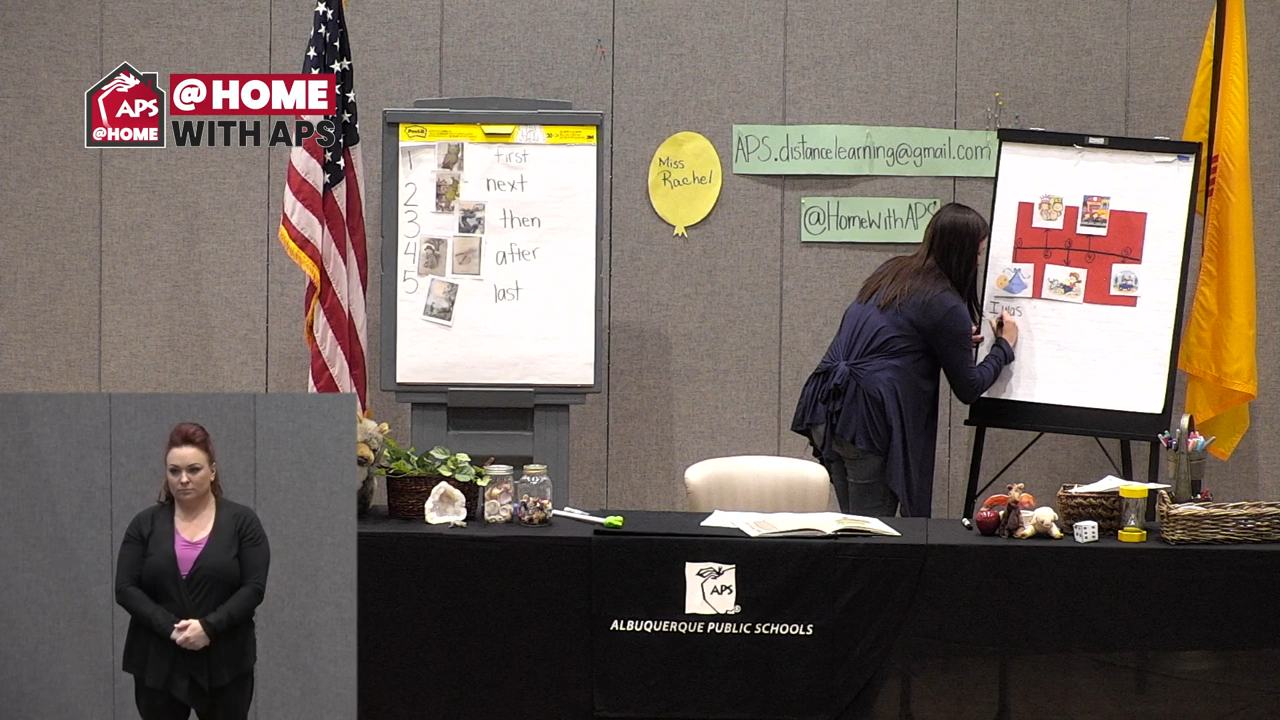 APS
@HOME
@HOME
WITH APS
Post-it
1 first
2 next
3 then
4 after
5 last
Miss
Rachel
APS.distancelearning@gmail.com
@HomeWithAPS
I was
APS
ALBUQUERQUE PUBLIC SCHOOLS